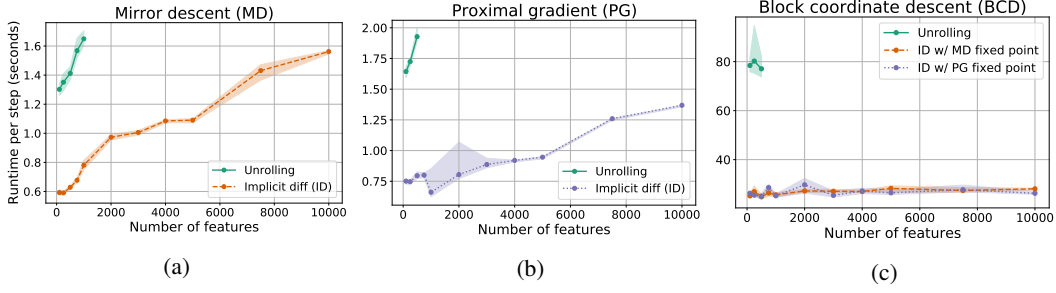 Mirror descent (MD)
Runtime per step (seconds)
1.6
1.4
1.2
1.0
0.8
0.6
0 2000 4000 6000 8000 10000
Number of features
Unrolling
Implicit diff (ID)
(a)
Proximal gradient (PG)
2.00
1.75
1.50
1.25
1.00
0.75
0 2000 4000 6000 8000 10000
Number of features
Unrolling
Implicit diff (ID)
(b)
Block coordinate descent (BCD)
80
60
40
0 2000 4000 6000 8000 10000
Number of features
Unrolling
ID w/ MD fixed point
ID w/ PG fixed point
(c)